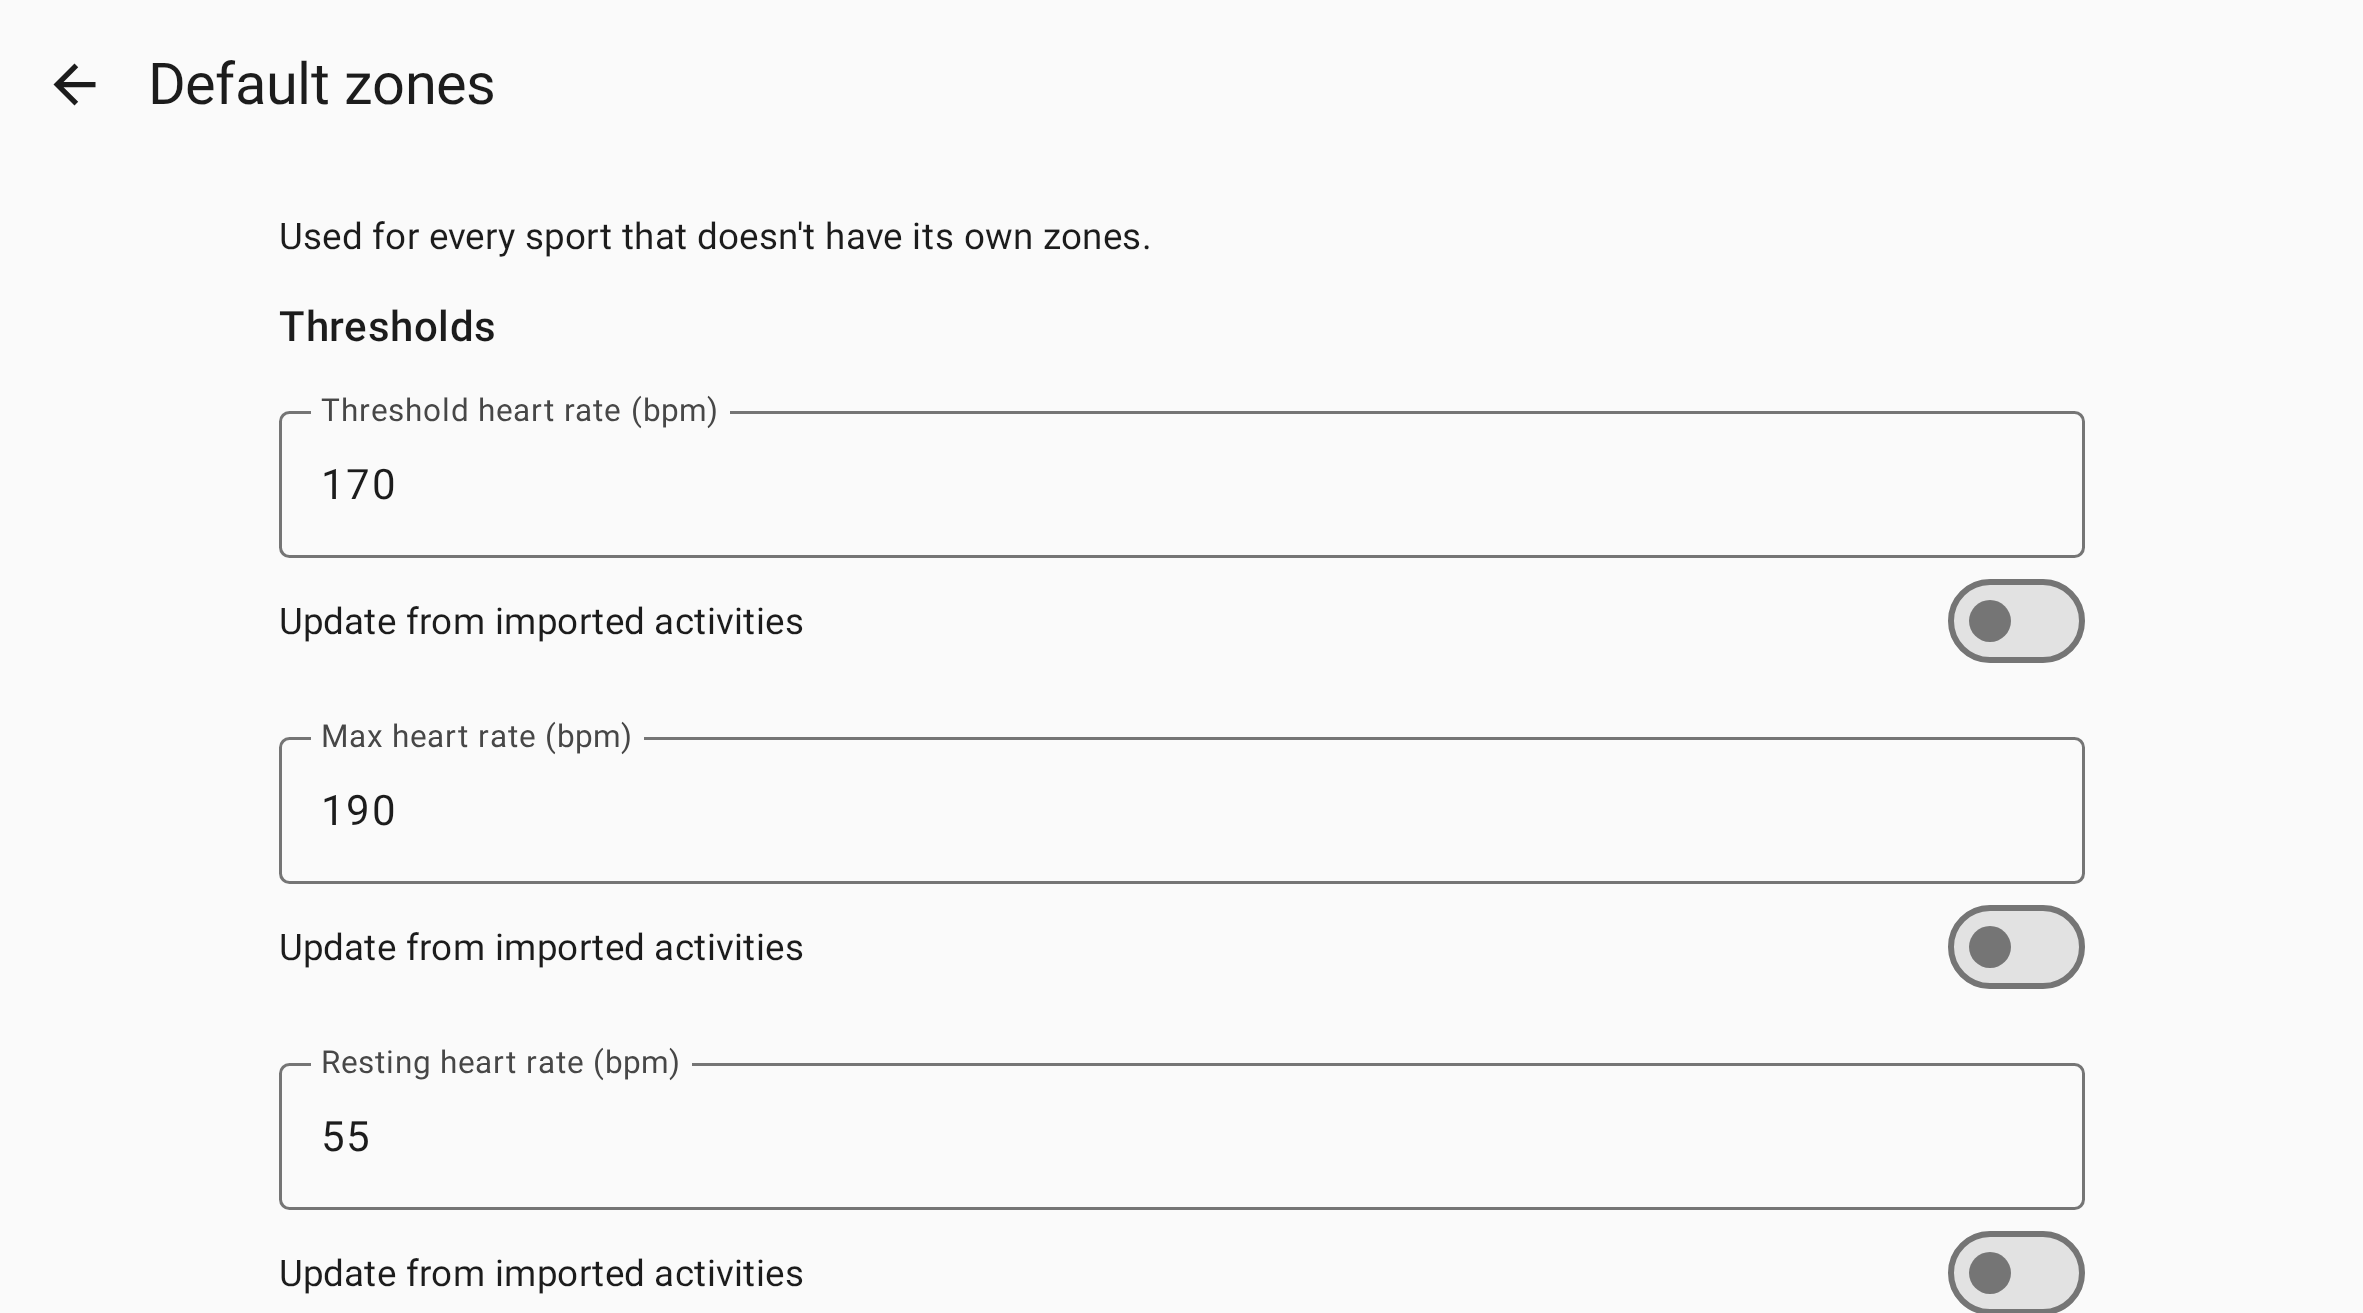 Default zones
Used for every sport that doesn't have its own zones.
Thresholds
Threshold heart rate (bpm)
170
Update from imported activities
Max heart rate (bpm)
190
Update from imported activities
Resting heart rate (bpm)
55
Update from imported activities